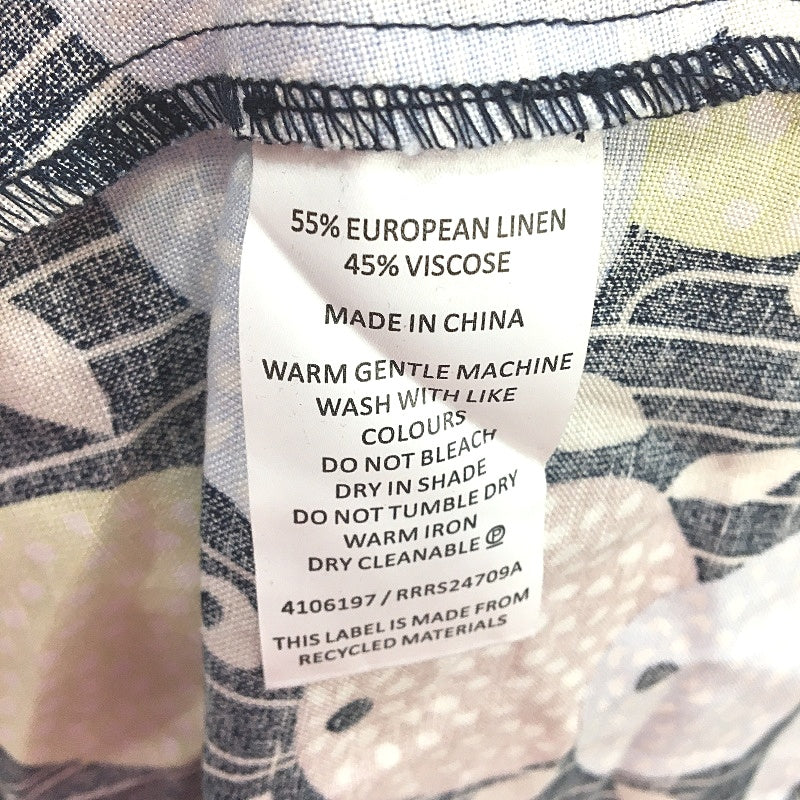 55% EUROPEAN LINEN
45% VISCOSE
MADE IN CHINA
WARM GENTLE MACHINE
WASH WITH LIKE
COLOURS
DO NOT BLEACH
DRY IN SHADE
DO NOT TUMBLE DRY
WARM IRON
DRY CLEANABLE Ⓟ
4106197 / RRRS24709A
THIS LABEL IS MADE FROM
RECYCLED MATERIALS